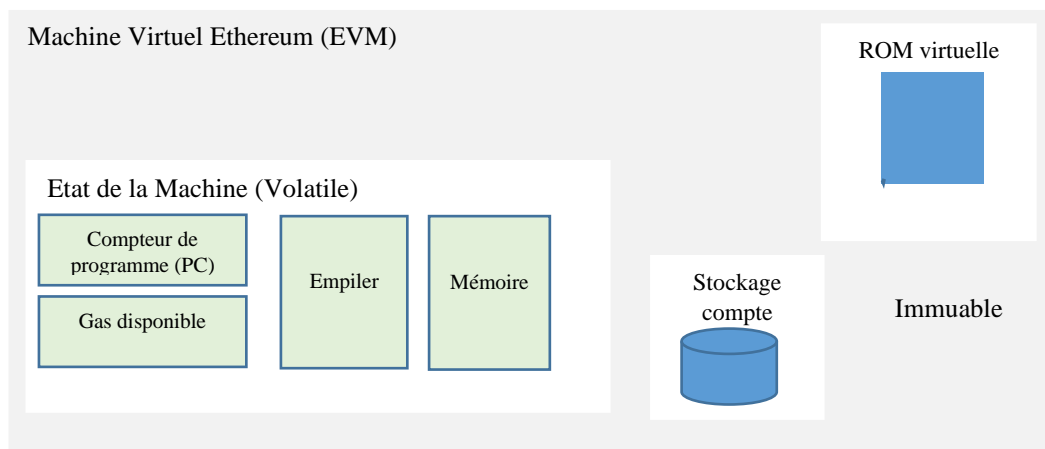 Machine Virtuel Ethereum (EVM)
ROM virtuelle
Etat de la Machine (Volatile)
Compteur de
programme (PC)
Gas disponible
Empiler
Mémoire
Stockage
compte
Immuable